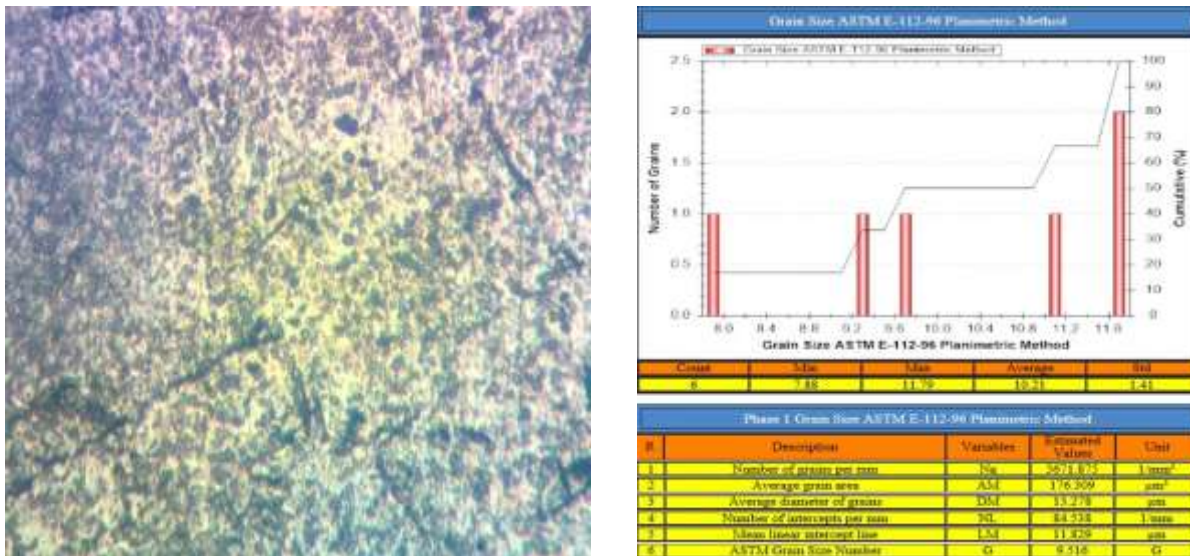 Grain Size ASTM E-112-96 Planimetric Method
Grain Size ASTM E-112-96 Planimetric Method
2.5
2.0
1.5
1.0
0.5
0.0
Number of Grains
100
90
80
70
60
50
40
30
20
10
0
Cumulative (%)
8.0 8.4 8.8 9.2 9.6 10.0 10.4 10.8 11.2 11.6
Grain Size ASTM E-112-96 Planimetric Method
Count Min Max Average Std
6 7.88 11.79 10.21 1.41
Phase 1 Grain Size ASTM E-112-96 Planimetric Method
R Description Variables Estimated Values Unit
1 Number of grains per mm Na 5671.875 1/mm²
2 Average grain area AM 176.309 µm²
3 Average diameter of grains DM 13.278 µm
4 Number of intercepts per mm NL 84.538 1/mm
5 Mean linear intercept line LM 11.829 µm
6 ASTM Grain Size Number G 9.516 G